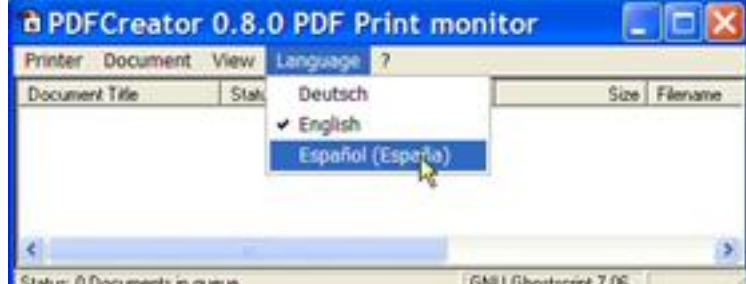 PDFCreator 0.8.0 PDF Print monitor
Printer Document View Language ?
Document Title Statu Size Filename
Deutsch
English
Español (España)
Status: 0 Documents in queue GNU Ghostscript 7.06